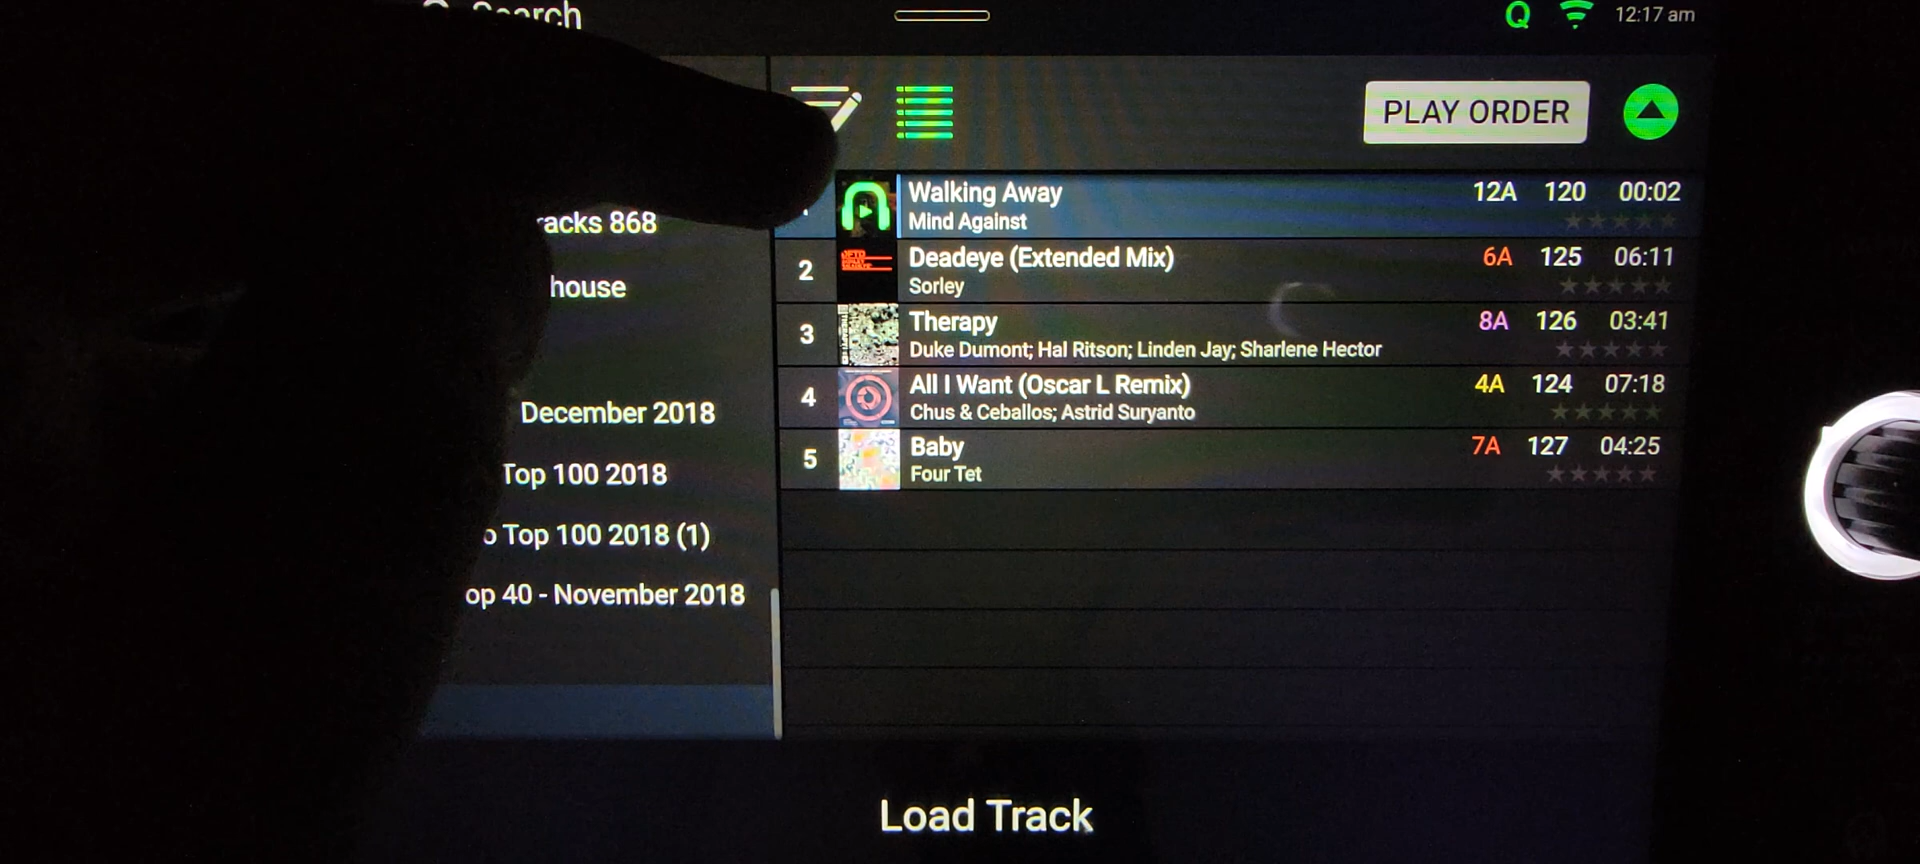 Search
12:17 am
PLAY ORDER
Walking Away 12A 120 00:02
Mind Against
2 Deadeye (Extended Mix) 6A 125 06:11
Sorley
3 Therapy 8A 126 03:41
Duke Dumont; Hal Ritson; Linden Jay; Sharlene Hector
4 All I Want (Oscar L Remix) 4A 124 07:18
Chus & Ceballos; Astrid Suryanto
5 Baby 7A 127 04:25
Four Tet
racks 868
house
December 2018
Top 100 2018
o Top 100 2018 (1)
op 40 - November 2018
Load Track